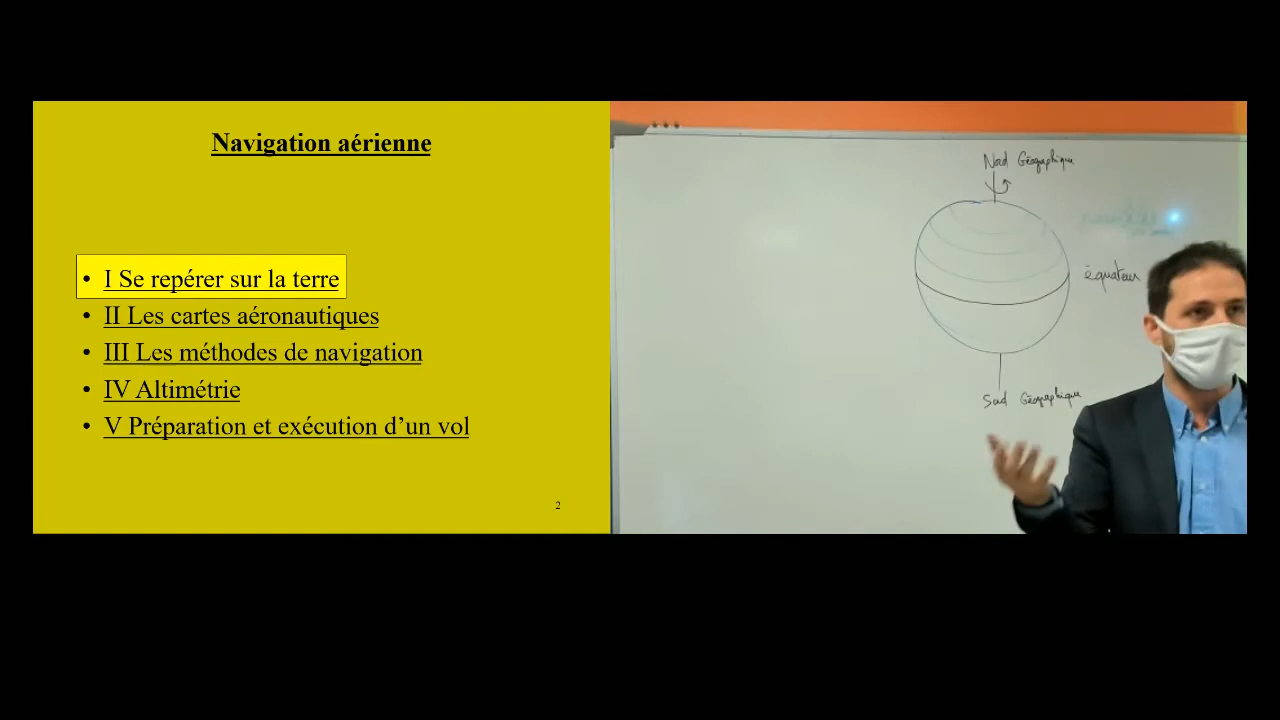 Navigation aérienne
• I Se repérer sur la terre
• II Les cartes aéronautiques
• III Les méthodes de navigation
• IV Altimétrie
• V Préparation et exécution d'un vol
2
Nord Géographique
équateur
Sud Géographique